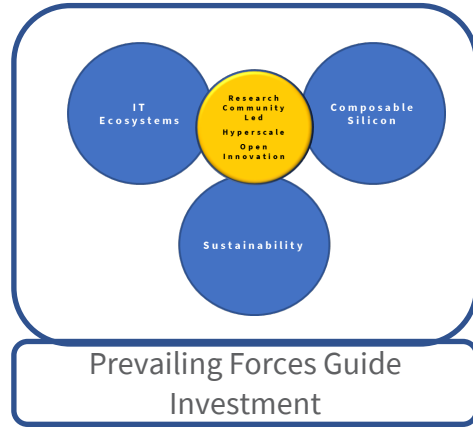 IT
Ecosystems
Research
Community
Led
Hyperscale
Open
Innovation
Composable
Silicon
Sustainability
Prevailing Forces Guide
Investment